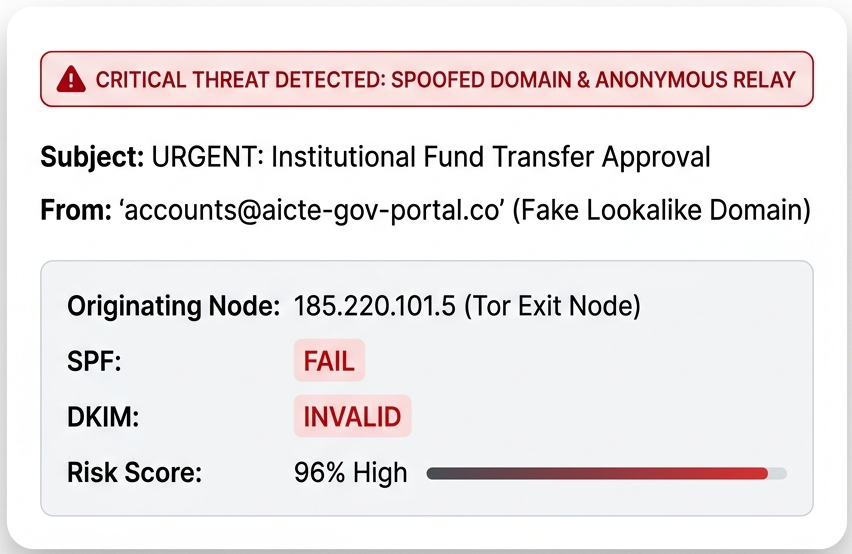 CRITICAL THREAT DETECTED: SPOOFED DOMAIN & ANONYMOUS RELAY
Subject: URGENT: Institutional Fund Transfer Approval
From: ‘accounts@aicte-gov-portal.co’ (Fake Lookalike Domain)
Originating Node: 185.220.101.5 (Tor Exit Node)
SPF: FAIL
DKIM: INVALID
Risk Score: 96% High